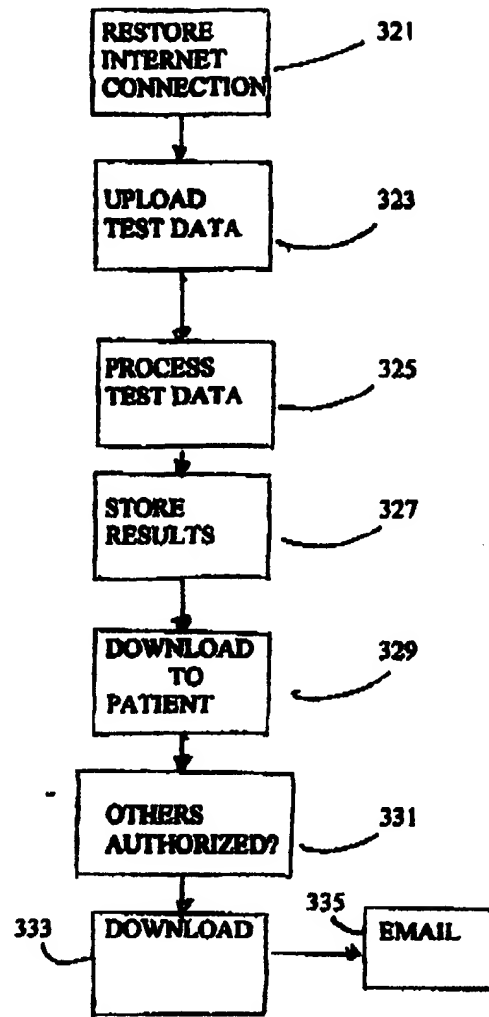 RESTORE
INTERNET
CONNECTION
321
UPLOAD
TEST DATA
323
PROCESS
TEST DATA
325
STORE
RESULTS
327
DOWNLOAD
TO
PATIENT
329
OTHERS
AUTHORIZED?
331
333
DOWNLOAD
335
EMAIL